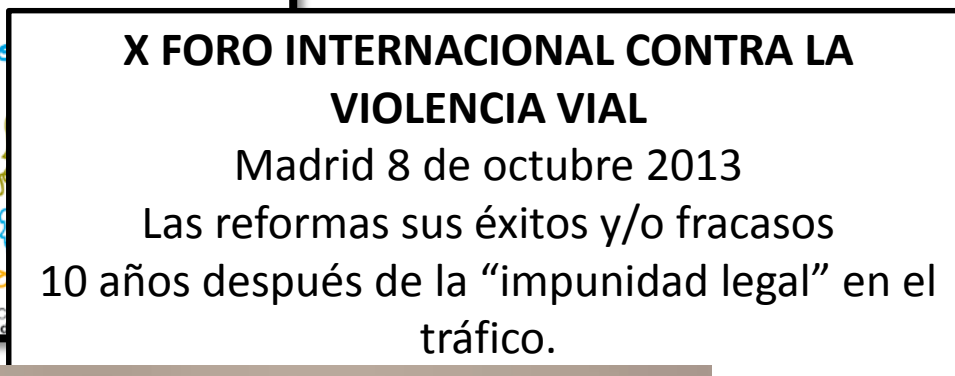 X FORO INTERNACIONAL CONTRA LA
VIOLENCIA VIAL
Madrid 8 de octubre 2013
Las reformas sus éxitos y/o fracasos
10 años después de la “impunidad legal” en el
tráfico.